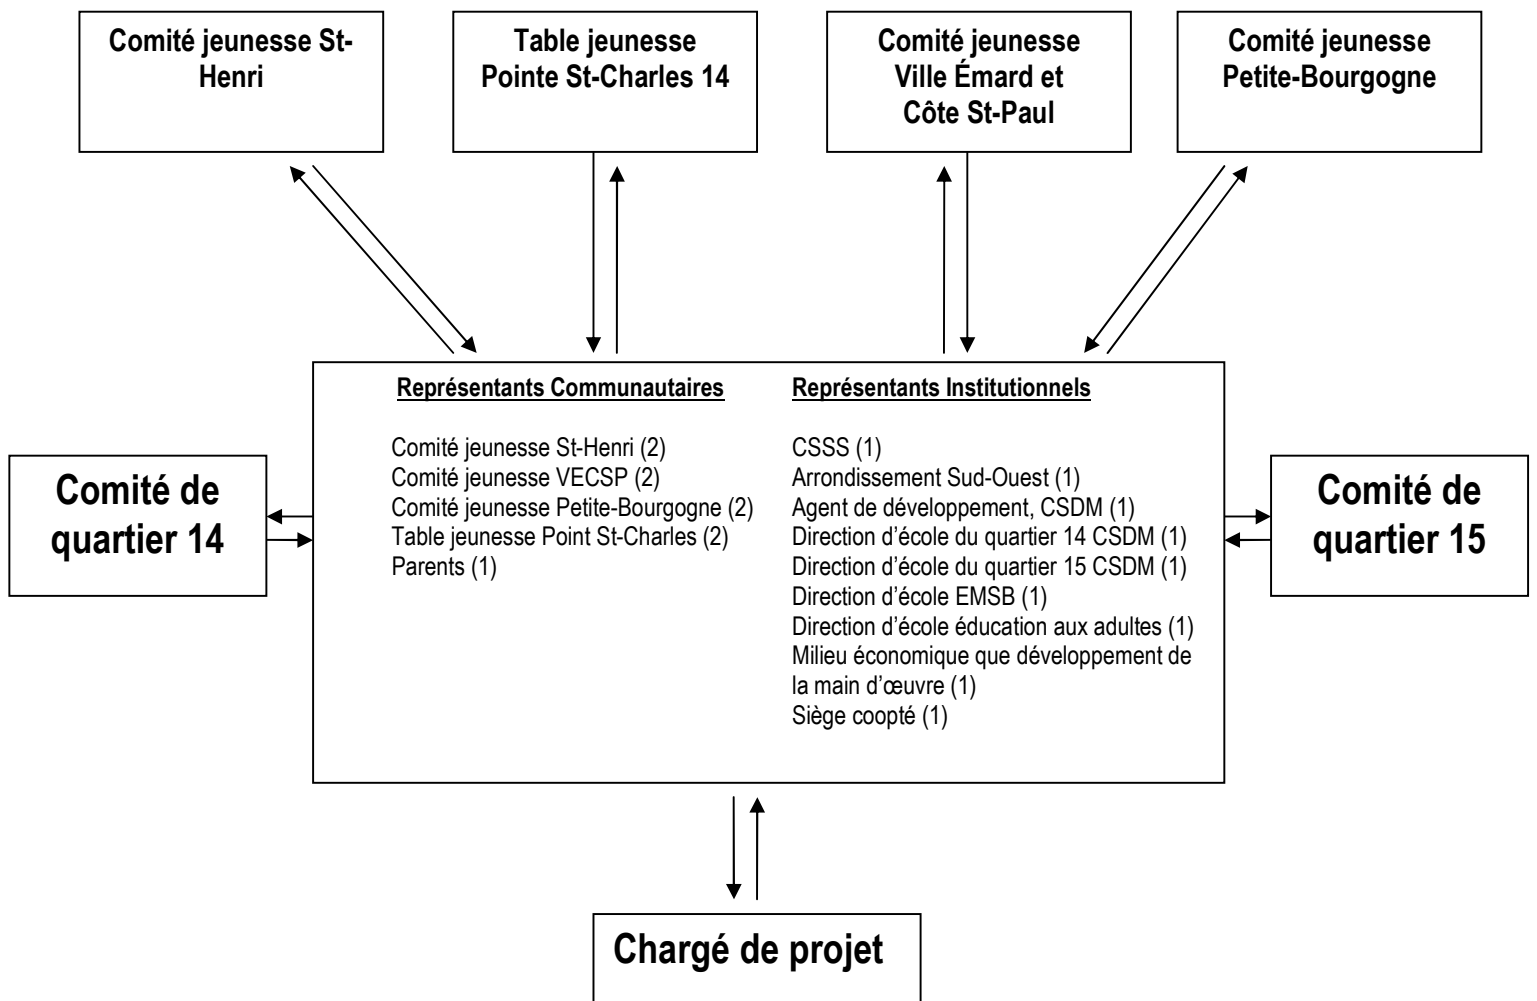 Comité jeunesse St-
Henri
Table jeunesse
Pointe St-Charles 14
Comité jeunesse
Ville Émard et
Côte St-Paul
Comité jeunesse
Petite-Bourgogne
Comité de
quartier 14
Représentants Communautaires
Comité jeunesse St-Henri (2)
Comité jeunesse VECSP (2)
Comité jeunesse Petite-Bourgogne (2)
Table jeunesse Point St-Charles (2)
Parents (1)
Représentants Institutionnels
CSSS (1)
Arrondissement Sud-Ouest (1)
Agent de développement, CSDM (1)
Direction d’école du quartier 14 CSDM (1)
Direction d’école du quartier 15 CSDM (1)
Direction d’école EMSB (1)
Direction d’école éducation aux adultes (1)
Milieu économique que développement de
la main d’œuvre (1)
Siège coopté (1)
Comité de
quartier 15
Chargé de projet